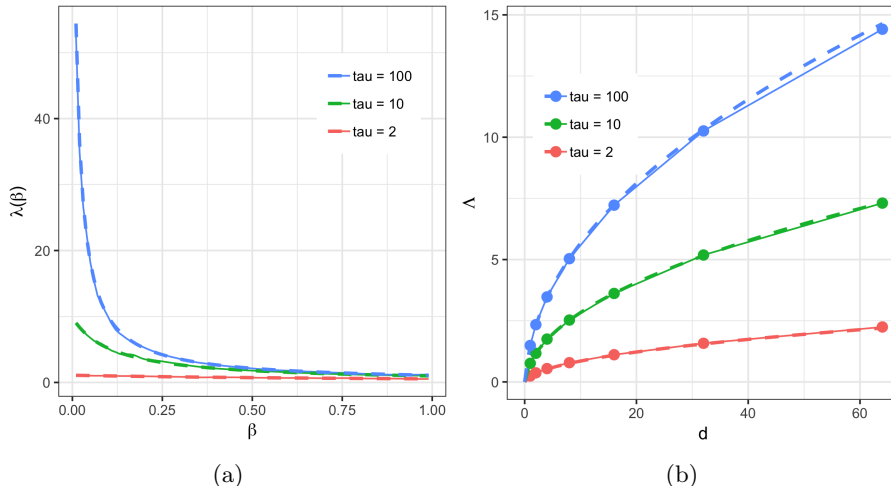 40
20
0
λ(β)
tau = 100
tau = 10
tau = 2
0.00
0.25
0.50
0.75
1.00
β
(a)
15
10
5
0
Λ
tau = 100
tau = 10
tau = 2
0
20
40
60
d
(b)